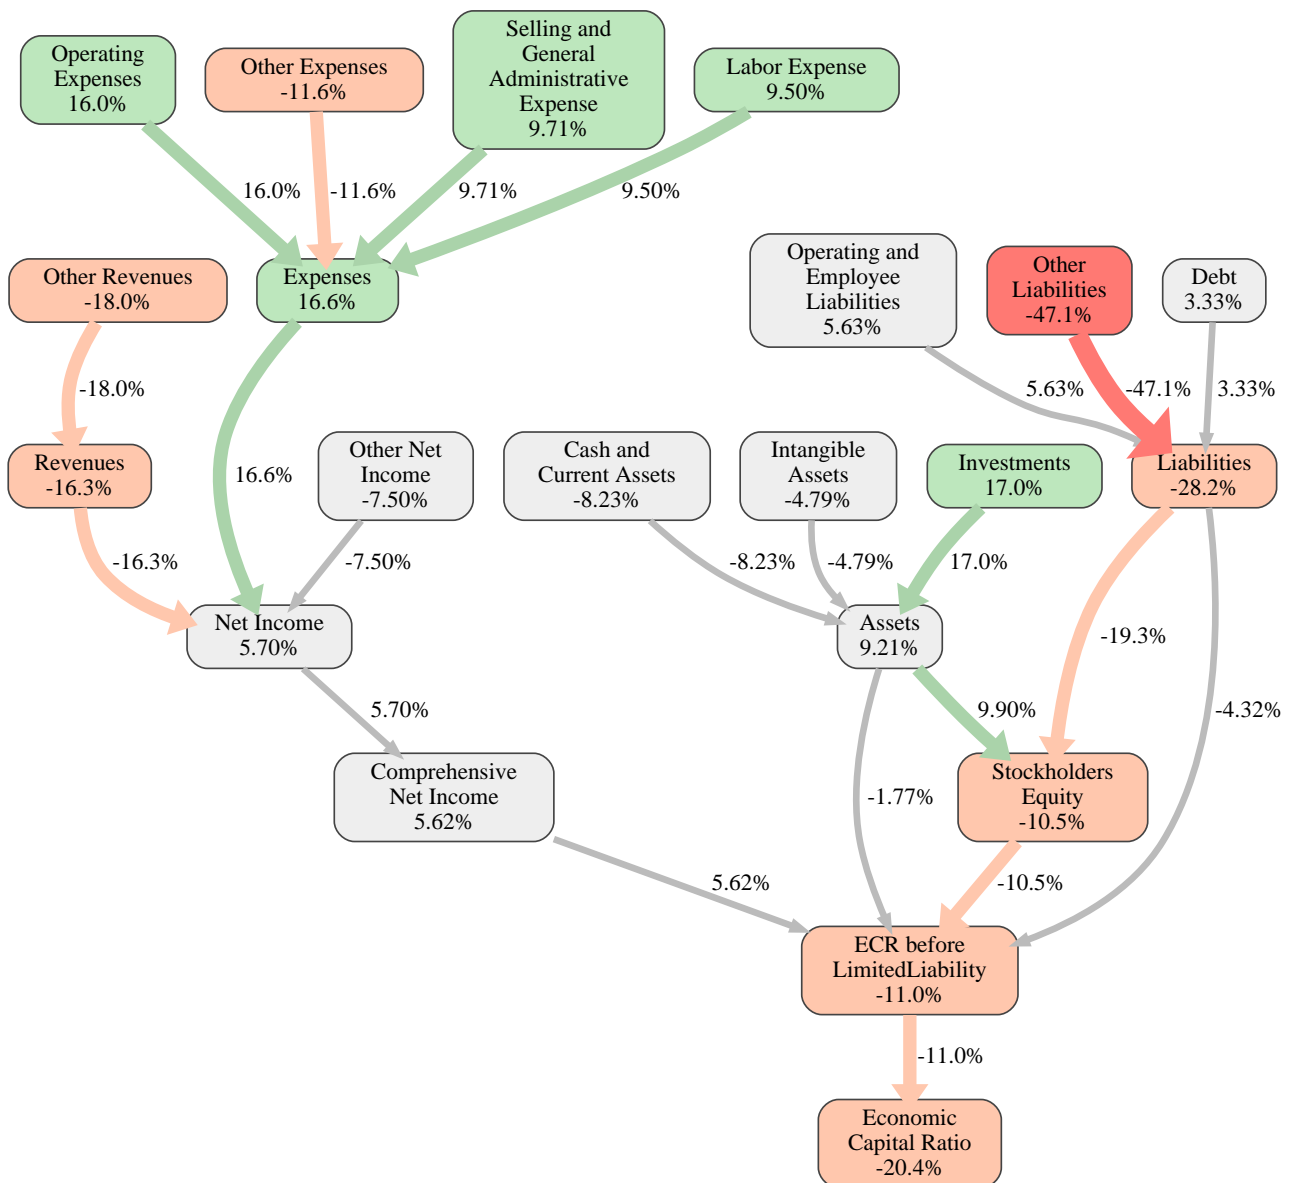 Operating
Expenses
16.0%
Other Expenses
-11.6%
Selling and
General
Administrative
Expense
9.71%
Labor Expense
9.50%
16.0%
-11.6%
9.71%
9.50%
Other Revenues
-18.0%
Expenses
16.6%
Operating and
Employee
Liabilities
5.63%
Other
Liabilities
-47.1%
Debt
3.33%
-18.0%
5.63%
-47.1%
3.33%
Revenues
-16.3%
16.6%
Other Net
Income
-7.50%
Cash and
Current Assets
-8.23%
Intangible
Assets
-4.79%
Investments
17.0%
Liabilities
-28.2%
-16.3%
-7.50%
-8.23%
-4.79%
17.0%
Net Income
5.70%
Assets
9.21%
-19.3%
5.70%
9.90%
-4.32%
Comprehensive
Net Income
5.62%
-1.77%
Stockholders
Equity
-10.5%
5.62%
-10.5%
ECR before
LimitedLiability
-11.0%
-11.0%
Economic
Capital Ratio
-20.4%